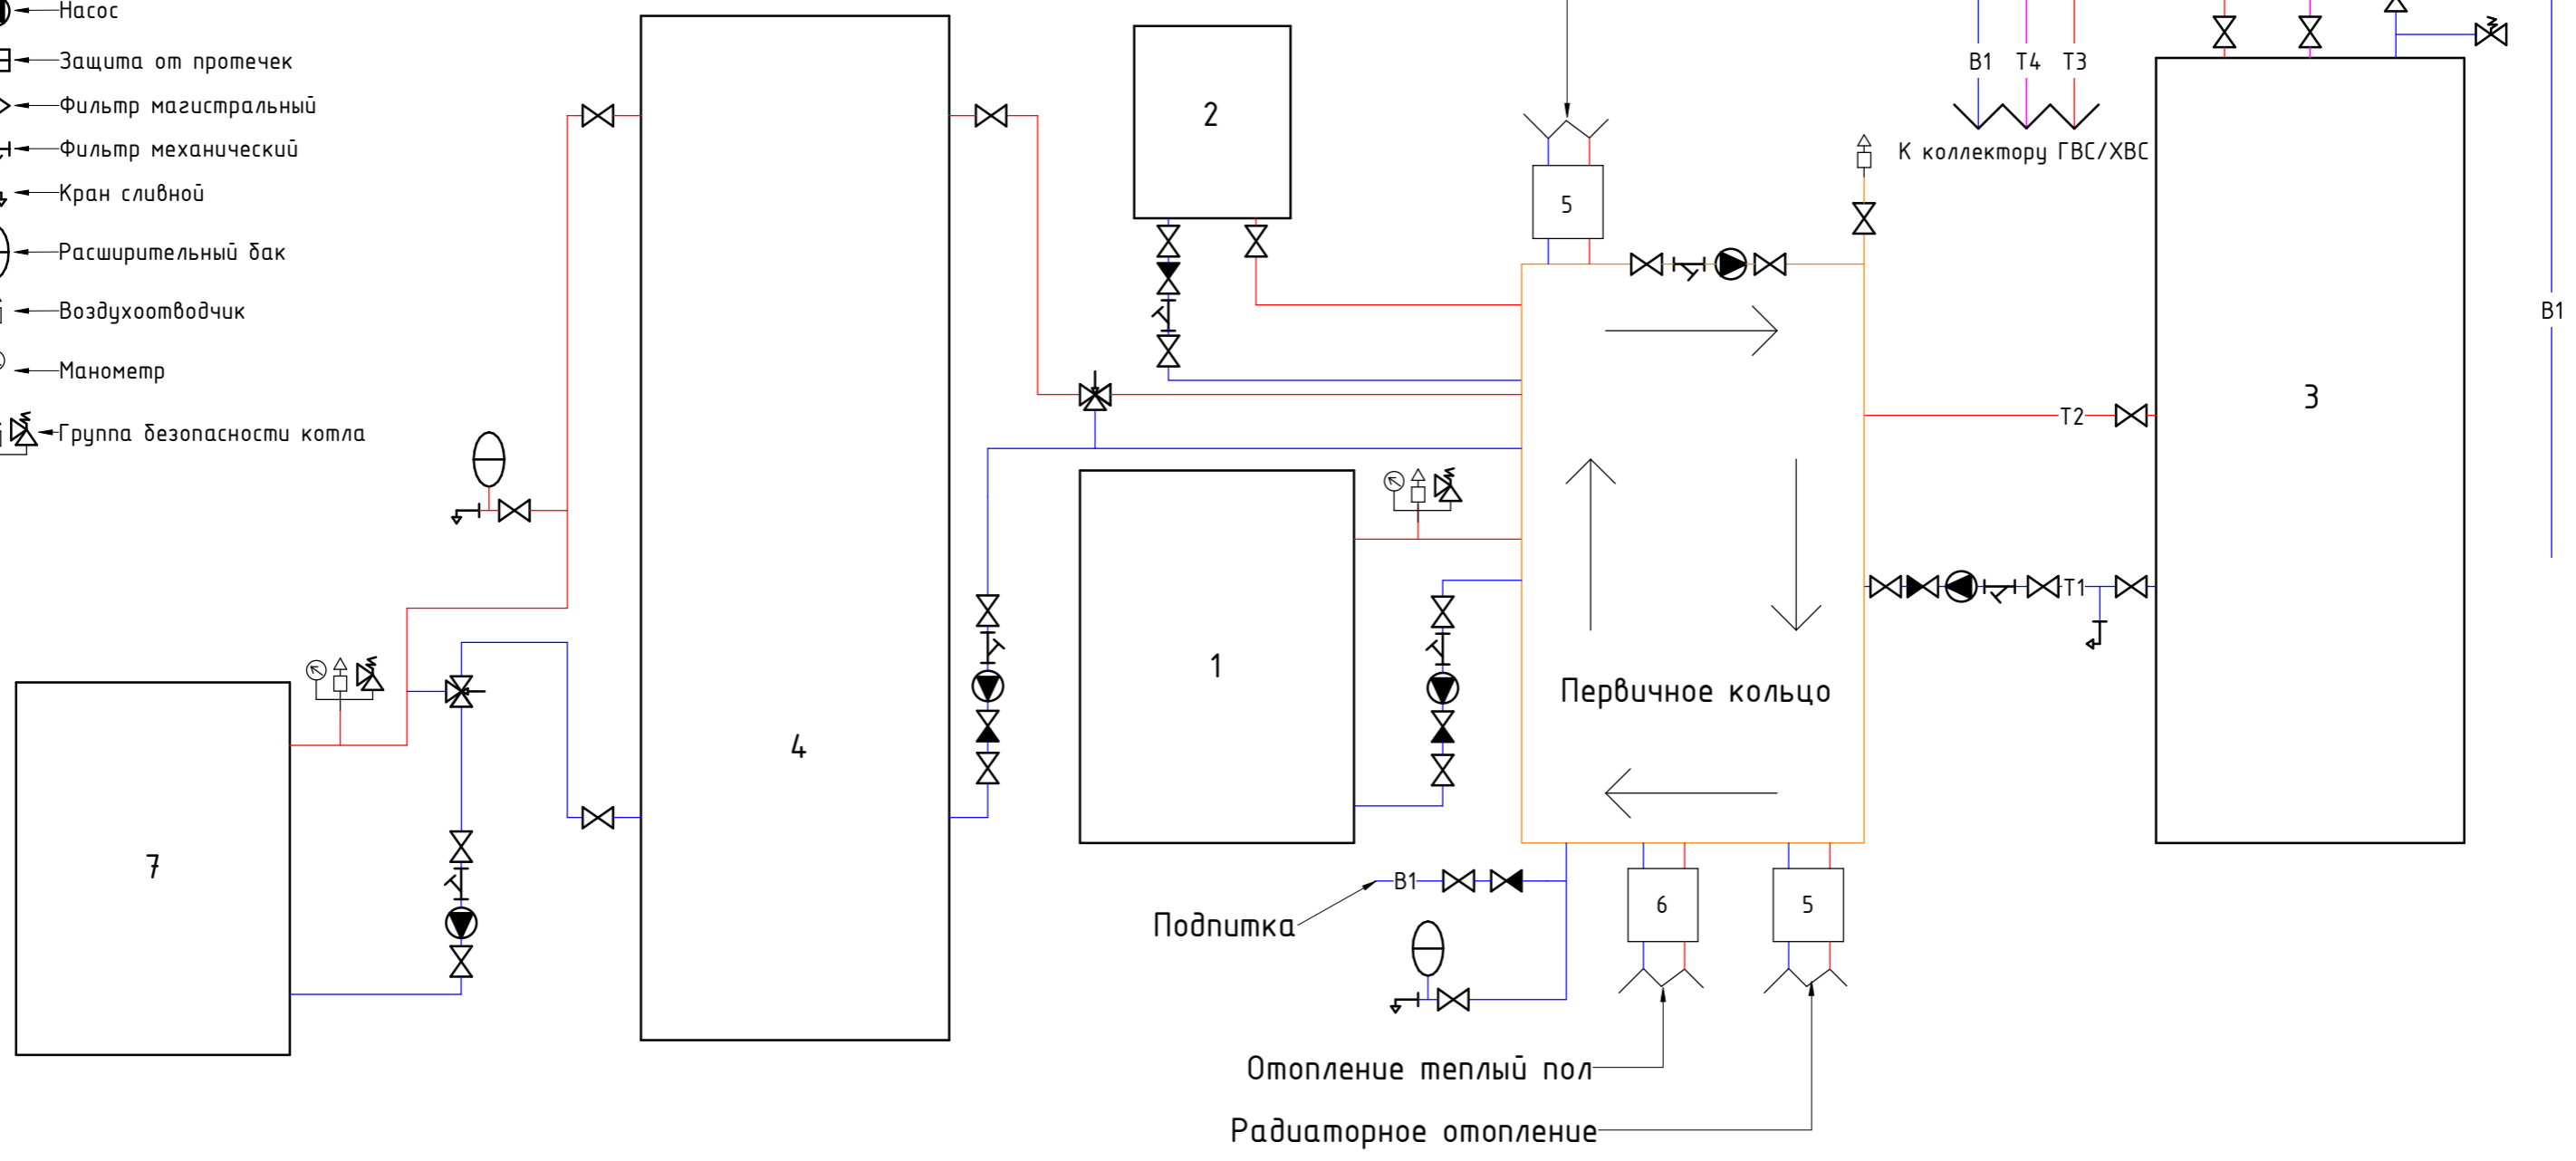 Насос
Защита от протечек
Фильтр магистральный
Фильтр механический
Кран сливной
Расширительный бак
Воздухоотводчик
Манометр
Группа безопасности котла
2
5
В1
Т4
Т3
К коллектору ГВС/ХВС
В1
3
Т2
Т1
1
4
7
Первичное кольцо
В1
Подпитка
6
5
Отопление теплый пол
Радиаторное отопление